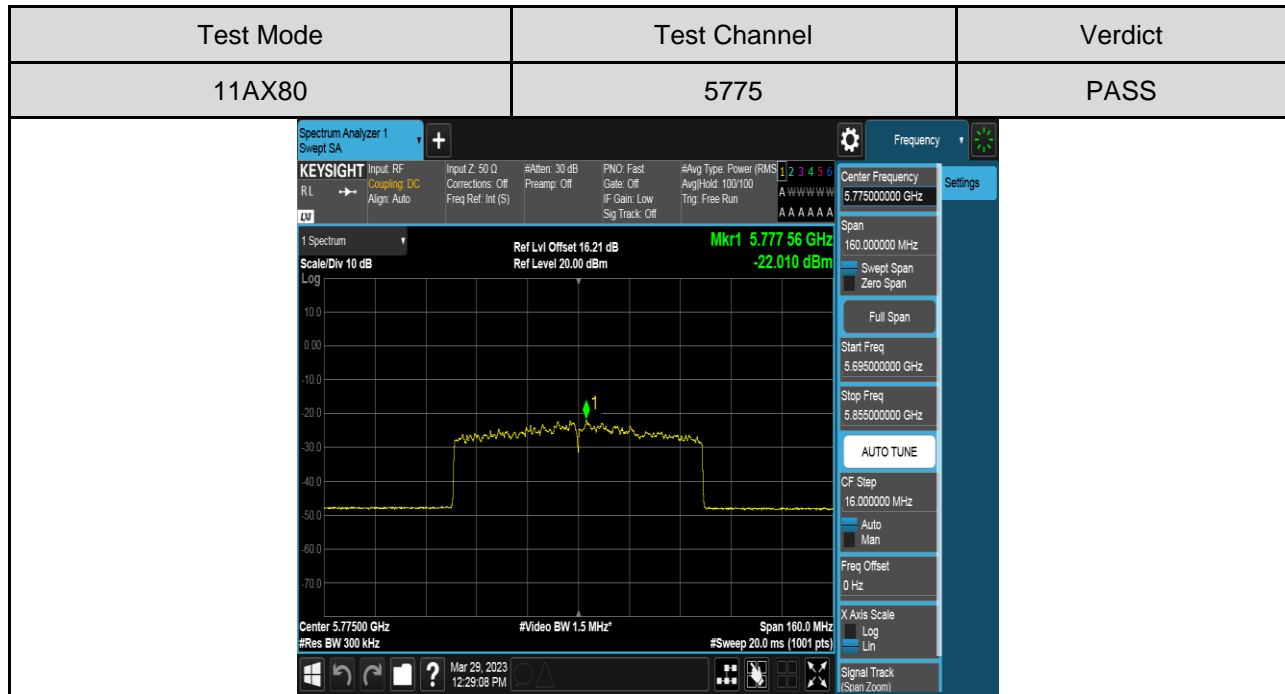 Test Mode Test Channel Verdict
11AX80 5775 PASS
Spectrum Analyzer 1
Swept SA
+
Frequency
KEYSIGHT Input: RF Input Z: 50 Ω #Atten: 30 dB PNO: Fast #Avg Type: Power (RMS 1 2 3 4 5 6
RL Coupling: DC Corrections: Off Preamp: Off Gate: Off Avg|Hold: 100/100 A W W W W W
Align: Auto Freq Ref: Int (S) IF Gain: Low Trig: Free Run
LXI Sig Track: Off A A A A A A
1 Spectrum Ref Lvl Offset 16.21 dB Mkr1 5.777 56 GHz
Scale/Div 10 dB Ref Level 20.00 dBm -22.010 dBm
Log
10.0
0.00
-10.0
-20.0
1
-30.0
-40.0
-50.0
-60.0
-70.0
Center 5.77500 GHz #Video BW 1.5 MHz* Span 160.0 MHz
#Res BW 300 kHz #Sweep 20.0 ms (1001 pts)
? Mar 29, 2023
12:29:08 PM
Center Frequency
5.775000000 GHz
Settings
Span
160.000000 MHz
Swept Span
Zero Span
Full Span
Start Freq
5.695000000 GHz
Stop Freq
5.855000000 GHz
AUTO TUNE
CF Step
16.000000 MHz
Auto
Man
Freq Offset
0 Hz
X Axis Scale
Log
Lin
Signal Track
(Span Zoom)